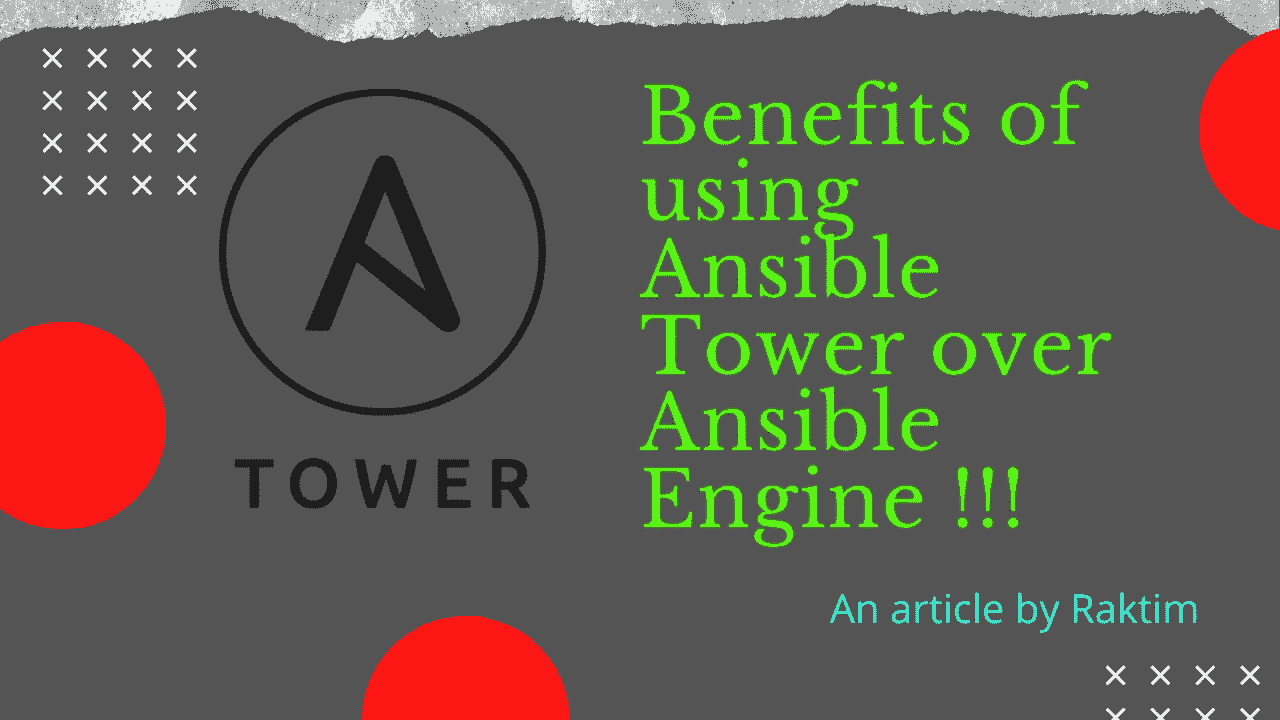 TOWER
Benefits of
using
Ansible
Tower over
Ansible
Engine !!!
An article by Raktim